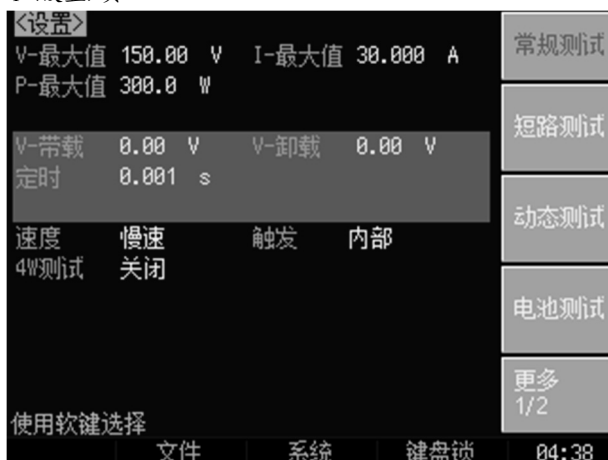 <设置>
V-最大值 150.00 V I-最大值 30.000 A
P-最大值 300.0 W
V-带载 0.00 V V-卸载 0.00 V
定时 0.001 s
速度 慢速 触发 内部
4W测试 关闭
使用软键选择
文件 系统 键盘锁 04:38
常规测试
短路测试
动态测试
电池测试
更多
1/2